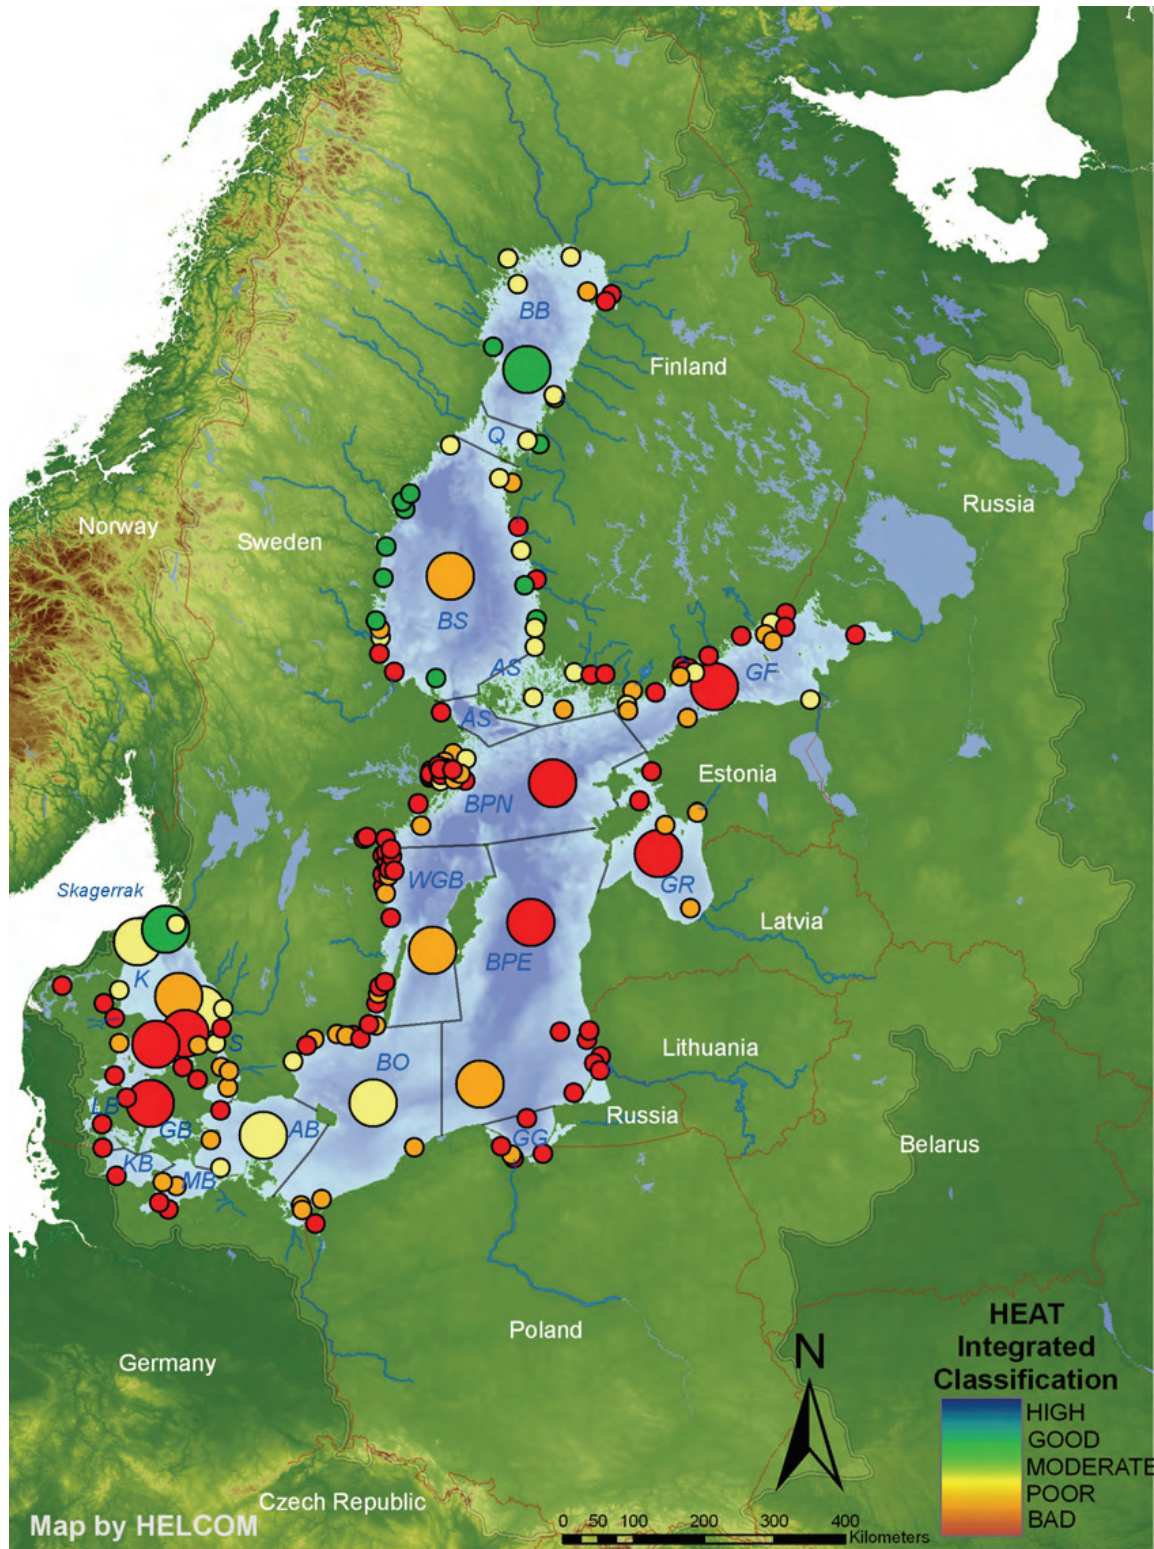 BB
Finland
Q
Russia
Norway
Sweden
BS
AS
GF
AS
Estonia
BPN
WGB
Skagerrak
GR
Latvia
BPE
K
S
Lithuania
BO
LB
GB
AB
Russia
GG
Belarus
KB
MB
Poland
Germany
Czech Republic
Map by HELCOM
N
0 50 100 200 300 400
Kilometers
HEAT
Integrated
Classification
HIGH
GOOD
MODERATE
POOR
BAD